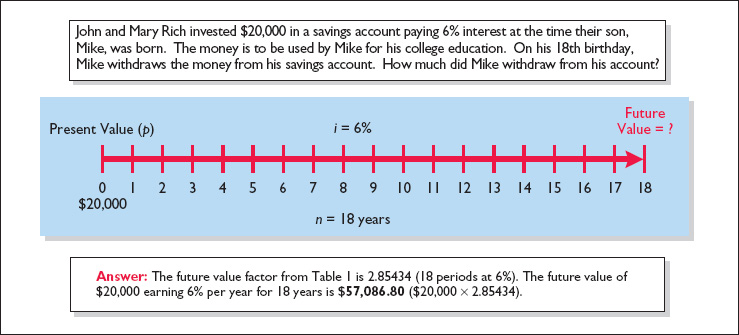 John and Mary Rich invested $20,000 in a savings account paying 6% interest at the time their son,
Mike, was born. The money is to be used by Mike for his college education. On his 18th birthday,
Mike withdraws the money from his savings account. How much did Mike withdraw from his account?
Future
Present Value (p) i = 6% Value = ?
0 1 2 3 4 5 6 7 8 9 10 11 12 13 14 15 16 17 18
$20,000
n = 18 years
Answer: The future value factor from Table 1 is 2.85434 (18 periods at 6%). The future value of
$20,000 earning 6% per year for 18 years is $57,086.80 ($20,000 × 2.85434).